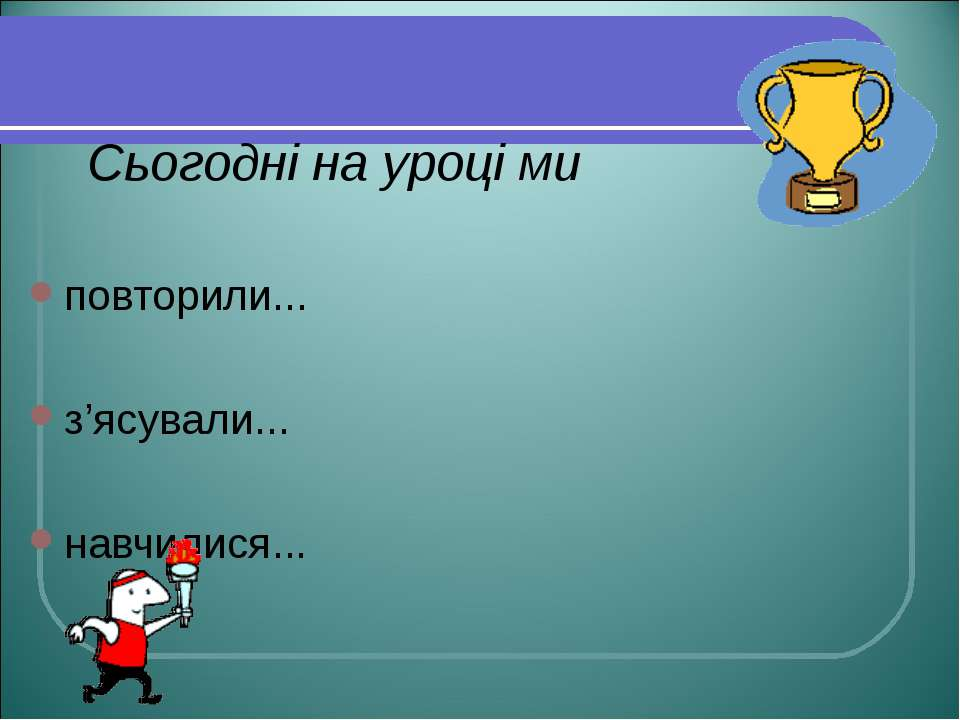 Сьогодні на уроці ми
повторили...
з’ясували...
навчилися...